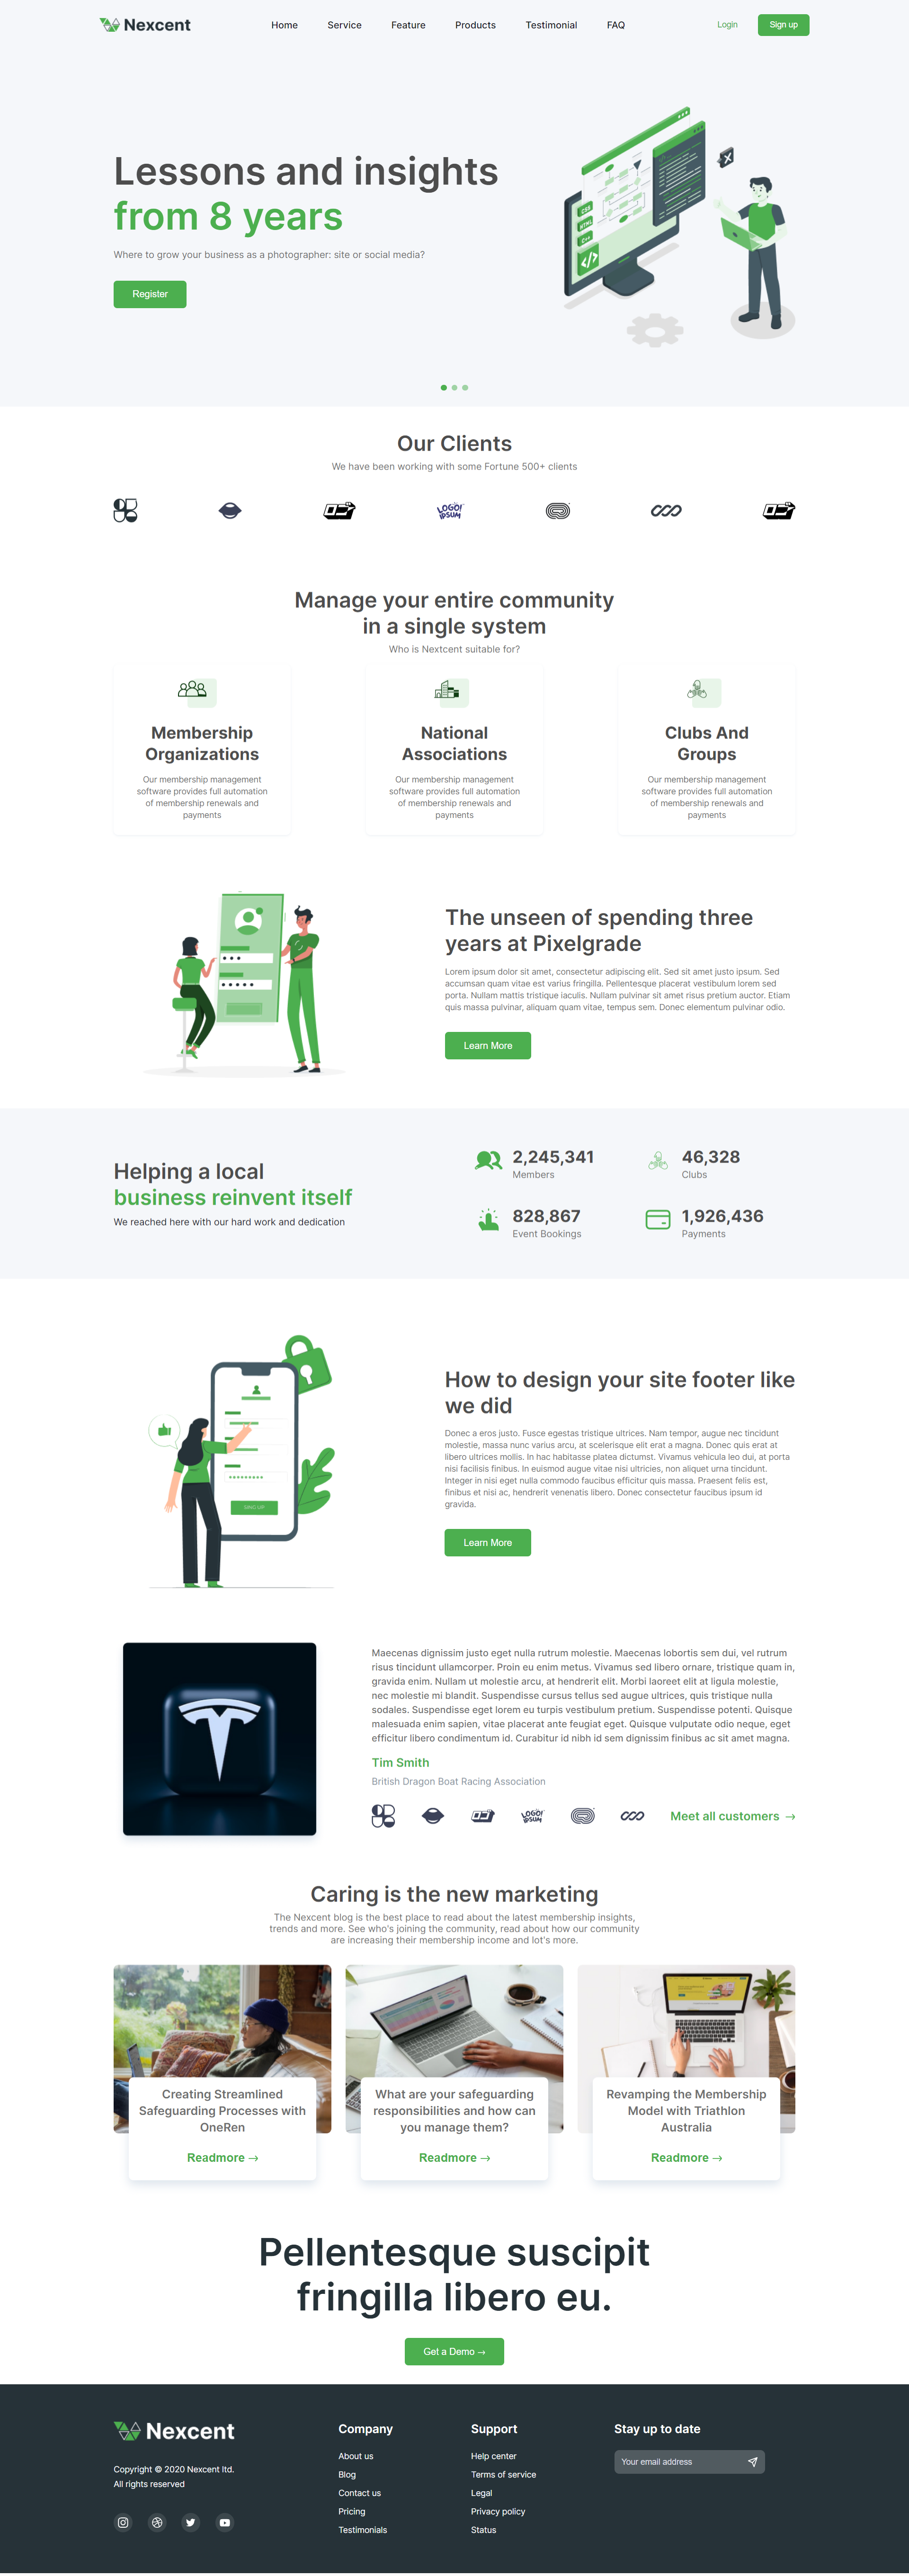 Nexcent
Home Service Feature Products Testimonial FAQ
Login Sign up
Lessons and insights
from 8 years
Where to grow your business as a photographer: site or social media?
Register
CSS
HTML
C++
</>
Our Clients
We have been working with some Fortune 500+ clients
LOGO!
IPSUM
Manage your entire community
in a single system
Who is Nextcent suitable for?
Membership
Organizations
Our membership management
software provides full automation
of membership renewals and
payments
National
Associations
Our membership management
software provides full automation
of membership renewals and
payments
Clubs And
Groups
Our membership management
software provides full automation
of membership renewals and
payments
The unseen of spending three
years at Pixelgrade
Lorem ipsum dolor sit amet, consectetur adipiscing elit. Sed sit amet justo ipsum. Sed
accumsan quam vitae est varius fringilla. Pellentesque placerat vestibulum lorem sed
porta. Nullam mattis tristique iaculis. Nullam pulvinar sit amet risus pretium auctor. Etiam
quis massa pulvinar, aliquam quam vitae, tempus sem. Donec elementum pulvinar odio.
Learn More
Helping a local
business reinvent itself
We reached here with our hard work and dedication
2,245,341
Members
46,328
Clubs
828,867
Event Bookings
1,926,436
Payments
SING UP
How to design your site footer like
we did
Donec a eros justo. Fusce egestas tristique ultrices. Nam tempor, augue nec tincidunt
molestie, massa nunc varius arcu, at scelerisque elit erat a magna. Donec quis erat at
libero ultrices mollis. In hac habitasse platea dictumst. Vivamus vehicula leo dui, at porta
nisi facilisis finibus. In euismod augue vitae nisi ultricies, non aliquet urna tincidunt.
Integer in nisi eget nulla commodo faucibus efficitur quis massa. Praesent felis est,
finibus et nisi ac, hendrerit venenatis libero. Donec consectetur faucibus ipsum id
gravida.
Learn More
Maecenas dignissim justo eget nulla rutrum molestie. Maecenas lobortis sem dui, vel rutrum
risus tincidunt ullamcorper. Proin eu enim metus. Vivamus sed libero ornare, tristique quam in,
gravida enim. Nullam ut molestie arcu, at hendrerit elit. Morbi laoreet elit at ligula molestie,
nec molestie mi blandit. Suspendisse cursus tellus sed augue ultrices, quis tristique nulla
sodales. Suspendisse eget lorem eu turpis vestibulum pretium. Suspendisse potenti. Quisque
malesuada enim sapien, vitae placerat ante feugiat eget. Quisque vulputate odio neque, eget
efficitur libero condimentum id. Curabitur id nibh id sem dignissim finibus ac sit amet magna.
Tim Smith
British Dragon Boat Racing Association
LOGO!
IPSUM
Meet all customers →
Caring is the new marketing
The Nexcent blog is the best place to read about the latest membership insights,
trends and more. See who's joining the community, read about how our community
are increasing their membership income and lot's more.
Creating Streamlined
Safeguarding Processes with
OneRen
Readmore →
What are your safeguarding
responsibilities and how can
you manage them?
Readmore →
Revamping the Membership
Model with Triathlon
Australia
Readmore →
Pellentesque suscipit
fringilla libero eu.
Get a Demo →
Nexcent
Copyright © 2020 Nexcent ltd.
All rights reserved
Company
About us
Blog
Contact us
Pricing
Testimonials
Support
Help center
Terms of service
Legal
Privacy policy
Status
Stay up to date
Your email address